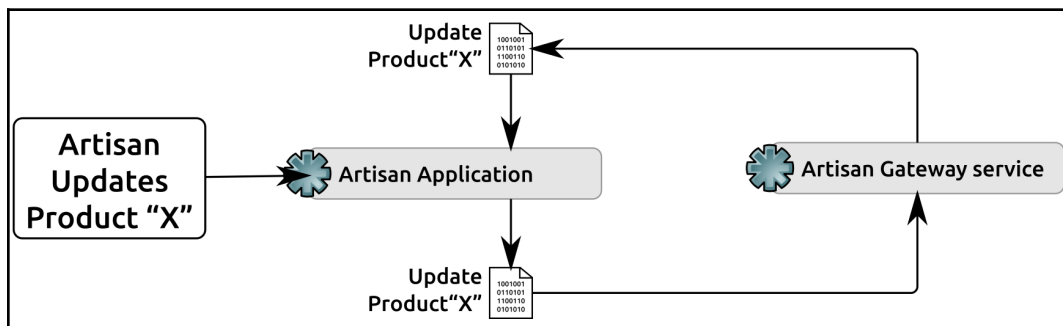 Update
Product“X”
1001001
0110101
1100110
0101010
Artisan
Updates
Product “X”
Artisan Application
Artisan Gateway service
Update
Product“X”
1001001
0110101
1100110
0101010